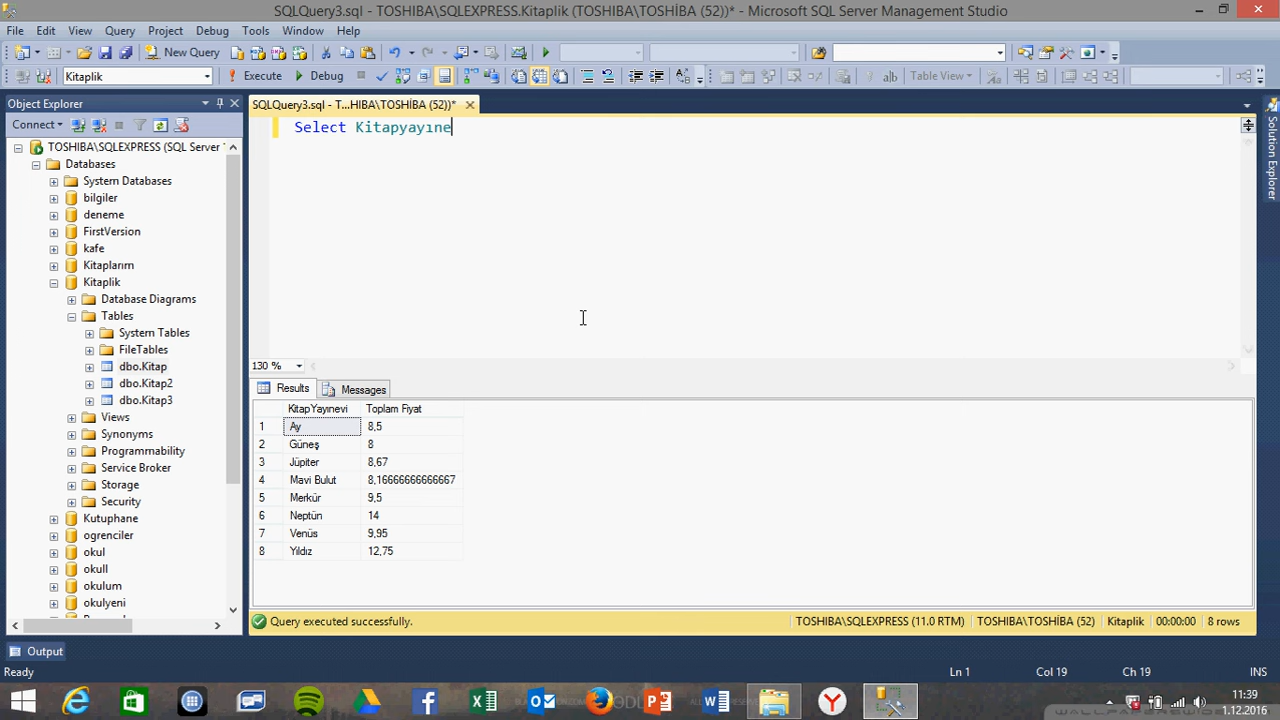 SQLQuery3.sql - TOSHIBA\SQLEXPRESS.Kitaplik (TOSHIBA\TOSHİBA (52))* - Microsoft SQL Server Management Studio
File Edit View Query Project Debug Tools Window Help
New Query
Kitaplik Execute Debug Table View
Object Explorer
SQLQuery3.sql - T...HIBA\TOSHİBA (52))*
Connect
Select Kitapyayıne
TOSHIBA\SQLEXPRESS (SQL Server
Databases
System Databases
bilgiler
deneme
FirstVersion
kafe
Kitaplarım
Kitaplik
Database Diagrams
Tables
System Tables
FileTables
dbo.Kitap
dbo.Kitap2
dbo.Kitap3
Views
Synonyms
Programmability
Service Broker
Storage
Security
Kutuphane
ogrenciler
okul
okull
okulum
okulyeni
Solution Explorer
130 %
Results Messages
KitapYayınevi Toplam Fiyat
1 Ay 8,5
2 Güneş 8
3 Jüpiter 8,67
4 Mavi Bulut 8,16666666666667
5 Merkür 9,5
6 Neptün 14
7 Venüs 9,95
8 Yıldız 12,75
Query executed successfully. TOSHIBA\SQLEXPRESS (11.0 RTM) TOSHIBA\TOSHİBA (52) Kitaplik 00:00:00 8 rows
Output
Ready Ln 1 Col 19 Ch 19 INS
11:39
1.12.2016